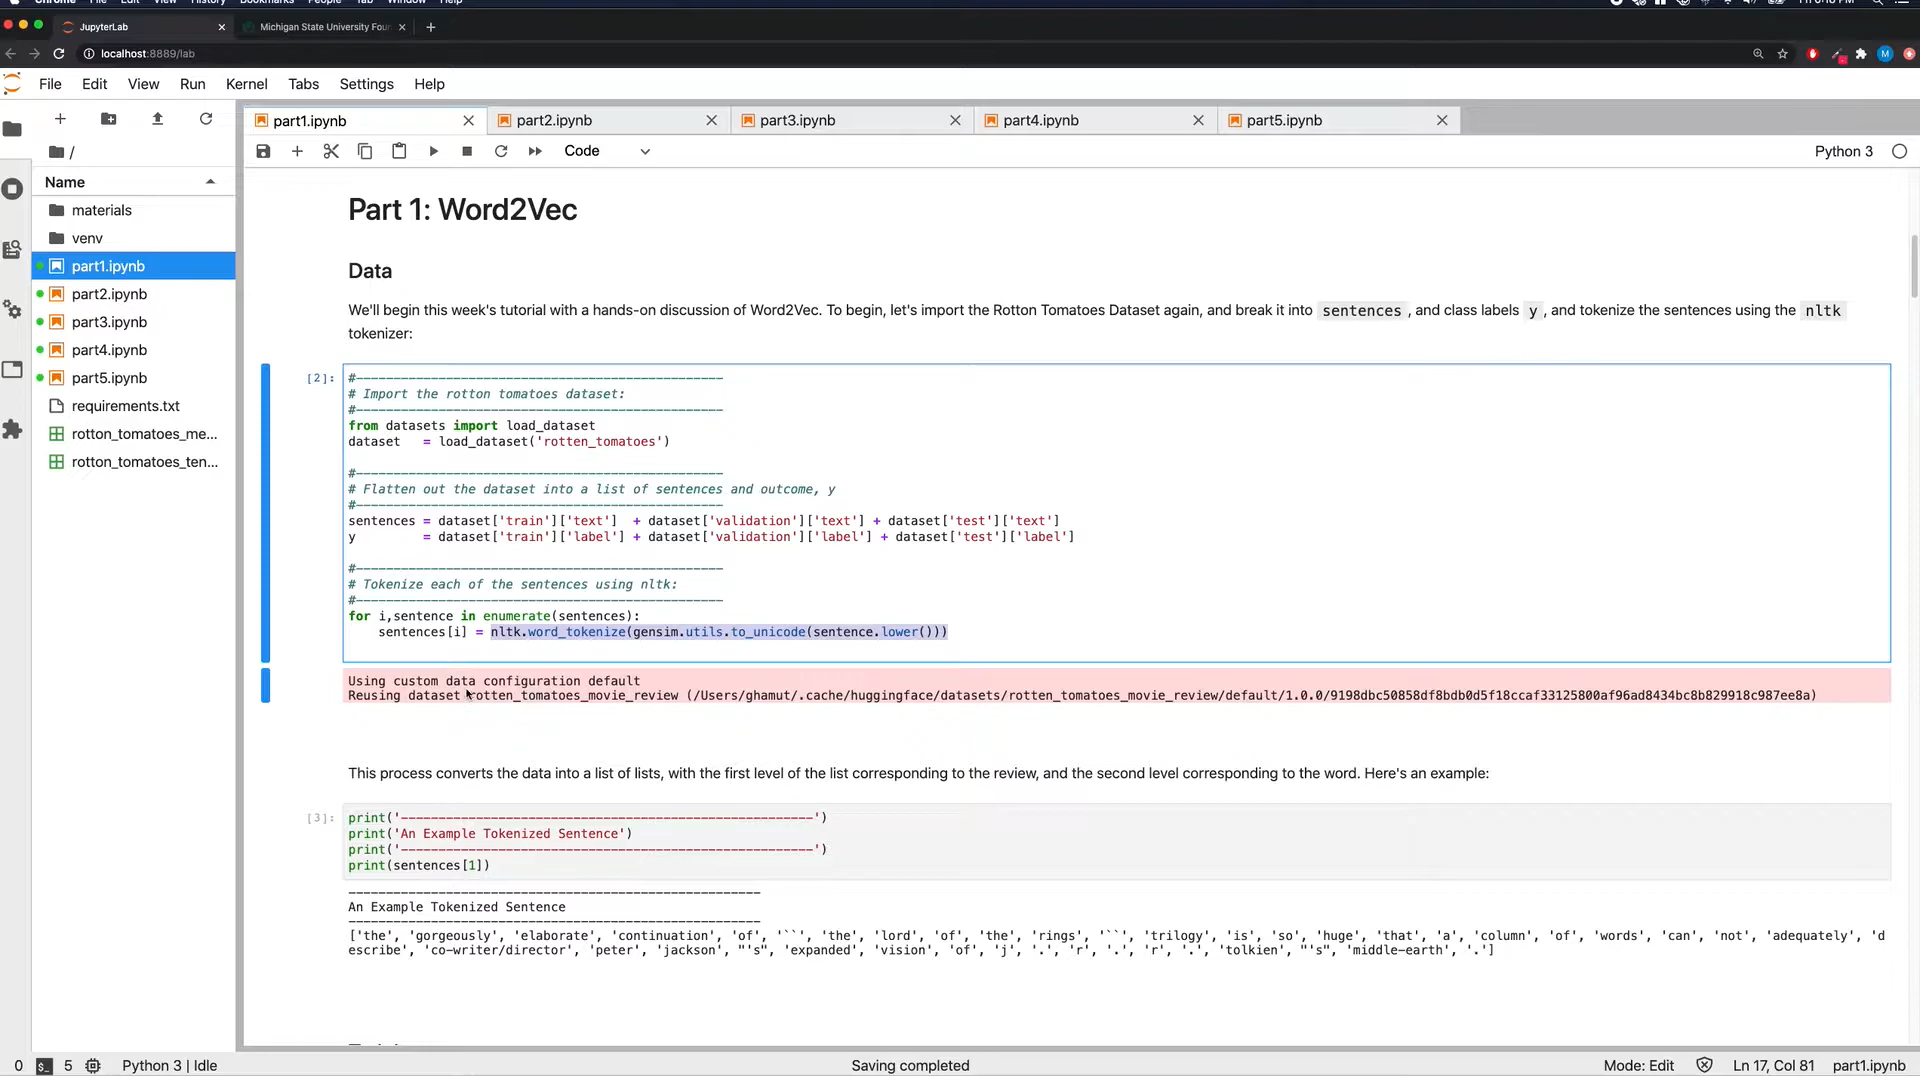 Chrome File Edit View History Bookmarks People Tab Window Help
JupyterLab
Michigan State University Foun
localhost:8889/lab
M
File Edit View Run Kernel Tabs Settings Help
part1.ipynb
part2.ipynb
part3.ipynb
part4.ipynb
part5.ipynb
/
Code
Python 3
Name
materials
venv
part1.ipynb
part2.ipynb
part3.ipynb
part4.ipynb
part5.ipynb
requirements.txt
rotton_tomatoes_me...
rotton_tomatoes_ten...
Part 1: Word2Vec
Data
We'll begin this week's tutorial with a hands-on discussion of Word2Vec. To begin, let's import the Rotton Tomatoes Dataset again, and break it into sentences , and class labels y , and tokenize the sentences using the nltk
tokenizer:
[2]:
#-------------------------------------------------
# Import the rotton tomatoes dataset:
#-------------------------------------------------
from datasets import load_dataset
dataset   = load_dataset('rotten_tomatoes')
#-------------------------------------------------
# Flatten out the dataset into a list of sentences and outcome, y
#-------------------------------------------------
sentences = dataset['train']['text']  + dataset['validation']['text'] + dataset['test']['text']
y         = dataset['train']['label'] + dataset['validation']['label'] + dataset['test']['label']
#-------------------------------------------------
# Tokenize each of the sentences using nltk:
#-------------------------------------------------
for i,sentence in enumerate(sentences):
    sentences[i] = nltk.word_tokenize(gensim.utils.to_unicode(sentence.lower()))
Using custom data configuration default
Reusing dataset rotten_tomatoes_movie_review (/Users/ghamut/.cache/huggingface/datasets/rotten_tomatoes_movie_review/default/1.0.0/9198dbc50858df8bdb0d5f18ccaf33125800af96ad8434bc8b829918c987ee8a)
This process converts the data into a list of lists, with the first level of the list corresponding to the review, and the second level corresponding to the word. Here's an example:
[3]:
print('-------------------------------------------------------')
print('An Example Tokenized Sentence')
print('-------------------------------------------------------')
print(sentences[1])
-------------------------------------------------------
An Example Tokenized Sentence
-------------------------------------------------------
['the', 'gorgeously', 'elaborate', 'continuation', 'of', '``', 'the', 'lord', 'of', 'the', 'rings', '``', 'trilogy', 'is', 'so', 'huge', 'that', 'a', 'column', 'of', 'words', 'can', 'not', 'adequately', 'd
escribe', 'co-writer/director', 'peter', 'jackson', "'s", 'expanded', 'vision', 'of', 'j', '.', 'r', '.', 'r', '.', 'tolkien', "'s", 'middle-earth', '.']
0 5 Python 3 | Idle
Saving completed
Mode: Edit
Ln 17, Col 81
part1.ipynb